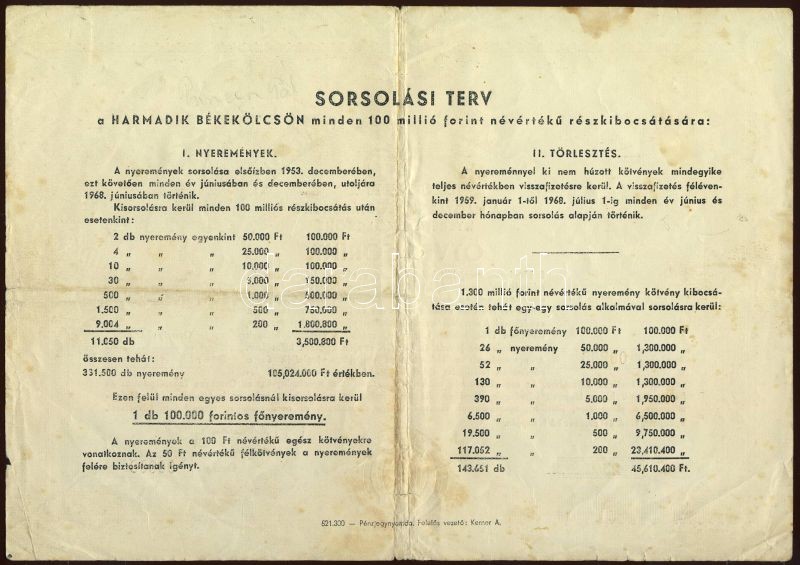 SORSOLÁSI TERV
a HARMADIK BÉKEKÖLCSÖN minden 100 millió forint névértékű részkibocsátására:
I. NYEREMÉNYEK.
A nyeremények sorsolása elsőízben 1953. decemberében,
ezt követően minden év júniusában és decemberében, utoljára
1968. júniusában történik.
Kisorsolásra kerül minden 100 milliós részkibocsátás után
esetenkint:
2 db nyeremény egyenkint 50.000 Ft 100.000 Ft
4 „ „ „ 25.000 „ 100.000 „
10 „ „ „ 10.000 „ 100.000 „
30 „ „ „ 5.000 „ 150.000 „
500 „ „ „ 1.000 „ 500.000 „
1.500 „ „ „ 500 „ 750.000 „
9.004 „ „ „ 200 „ 1.800.800 „
11.050 db 3,500.800 Ft
összesen tehát:
331.500 db nyeremény 105,024.000 Ft értékben.
Ezen felül minden egyes sorsolásnál kisorsolásra kerül
1 db 100.000 forintos főnyeremény.
A nyeremények a 100 Ft névértékű egész kötvényekre
vonatkoznak. Az 50 Ft névértékű félkötvények a nyeremények
felére biztosítanak igényt.
II. TÖRLESZTÉS.
A nyereménnyel ki nem húzott kötvények mindegyike
teljes névértékben visszafizetésre kerül. A visszafizetés féléven-
kint 1959. január 1-től 1968. július 1-ig minden év június és
december hónapban sorsolás alapján történik.
1.300 millió forint névértékű nyeremény kötvény kibocsá-
tása esetén tehát egy-egy sorsolás alkalmával sorsolásra kerül:
1 db főnyeremény 100.000 Ft 100.000 Ft
26 „ nyeremény 50.000 „ 1,300.000 „
52 „ „ 25.000 „ 1,300.000 „
130 „ „ 10.000 „ 1,300.000 „
390 „ „ 5.000 „ 1,950.000 „
6.500 „ „ 1.000 „ 6,500.000 „
19.500 „ „ 500 „ 9,750.000 „
117.052 „ „ 200 „ 23,410.400 „
143.651 db 45,610.400 Ft.
521.300 — Pénzjegynyomda. Felelős vezető: Kemer A.
darabanth